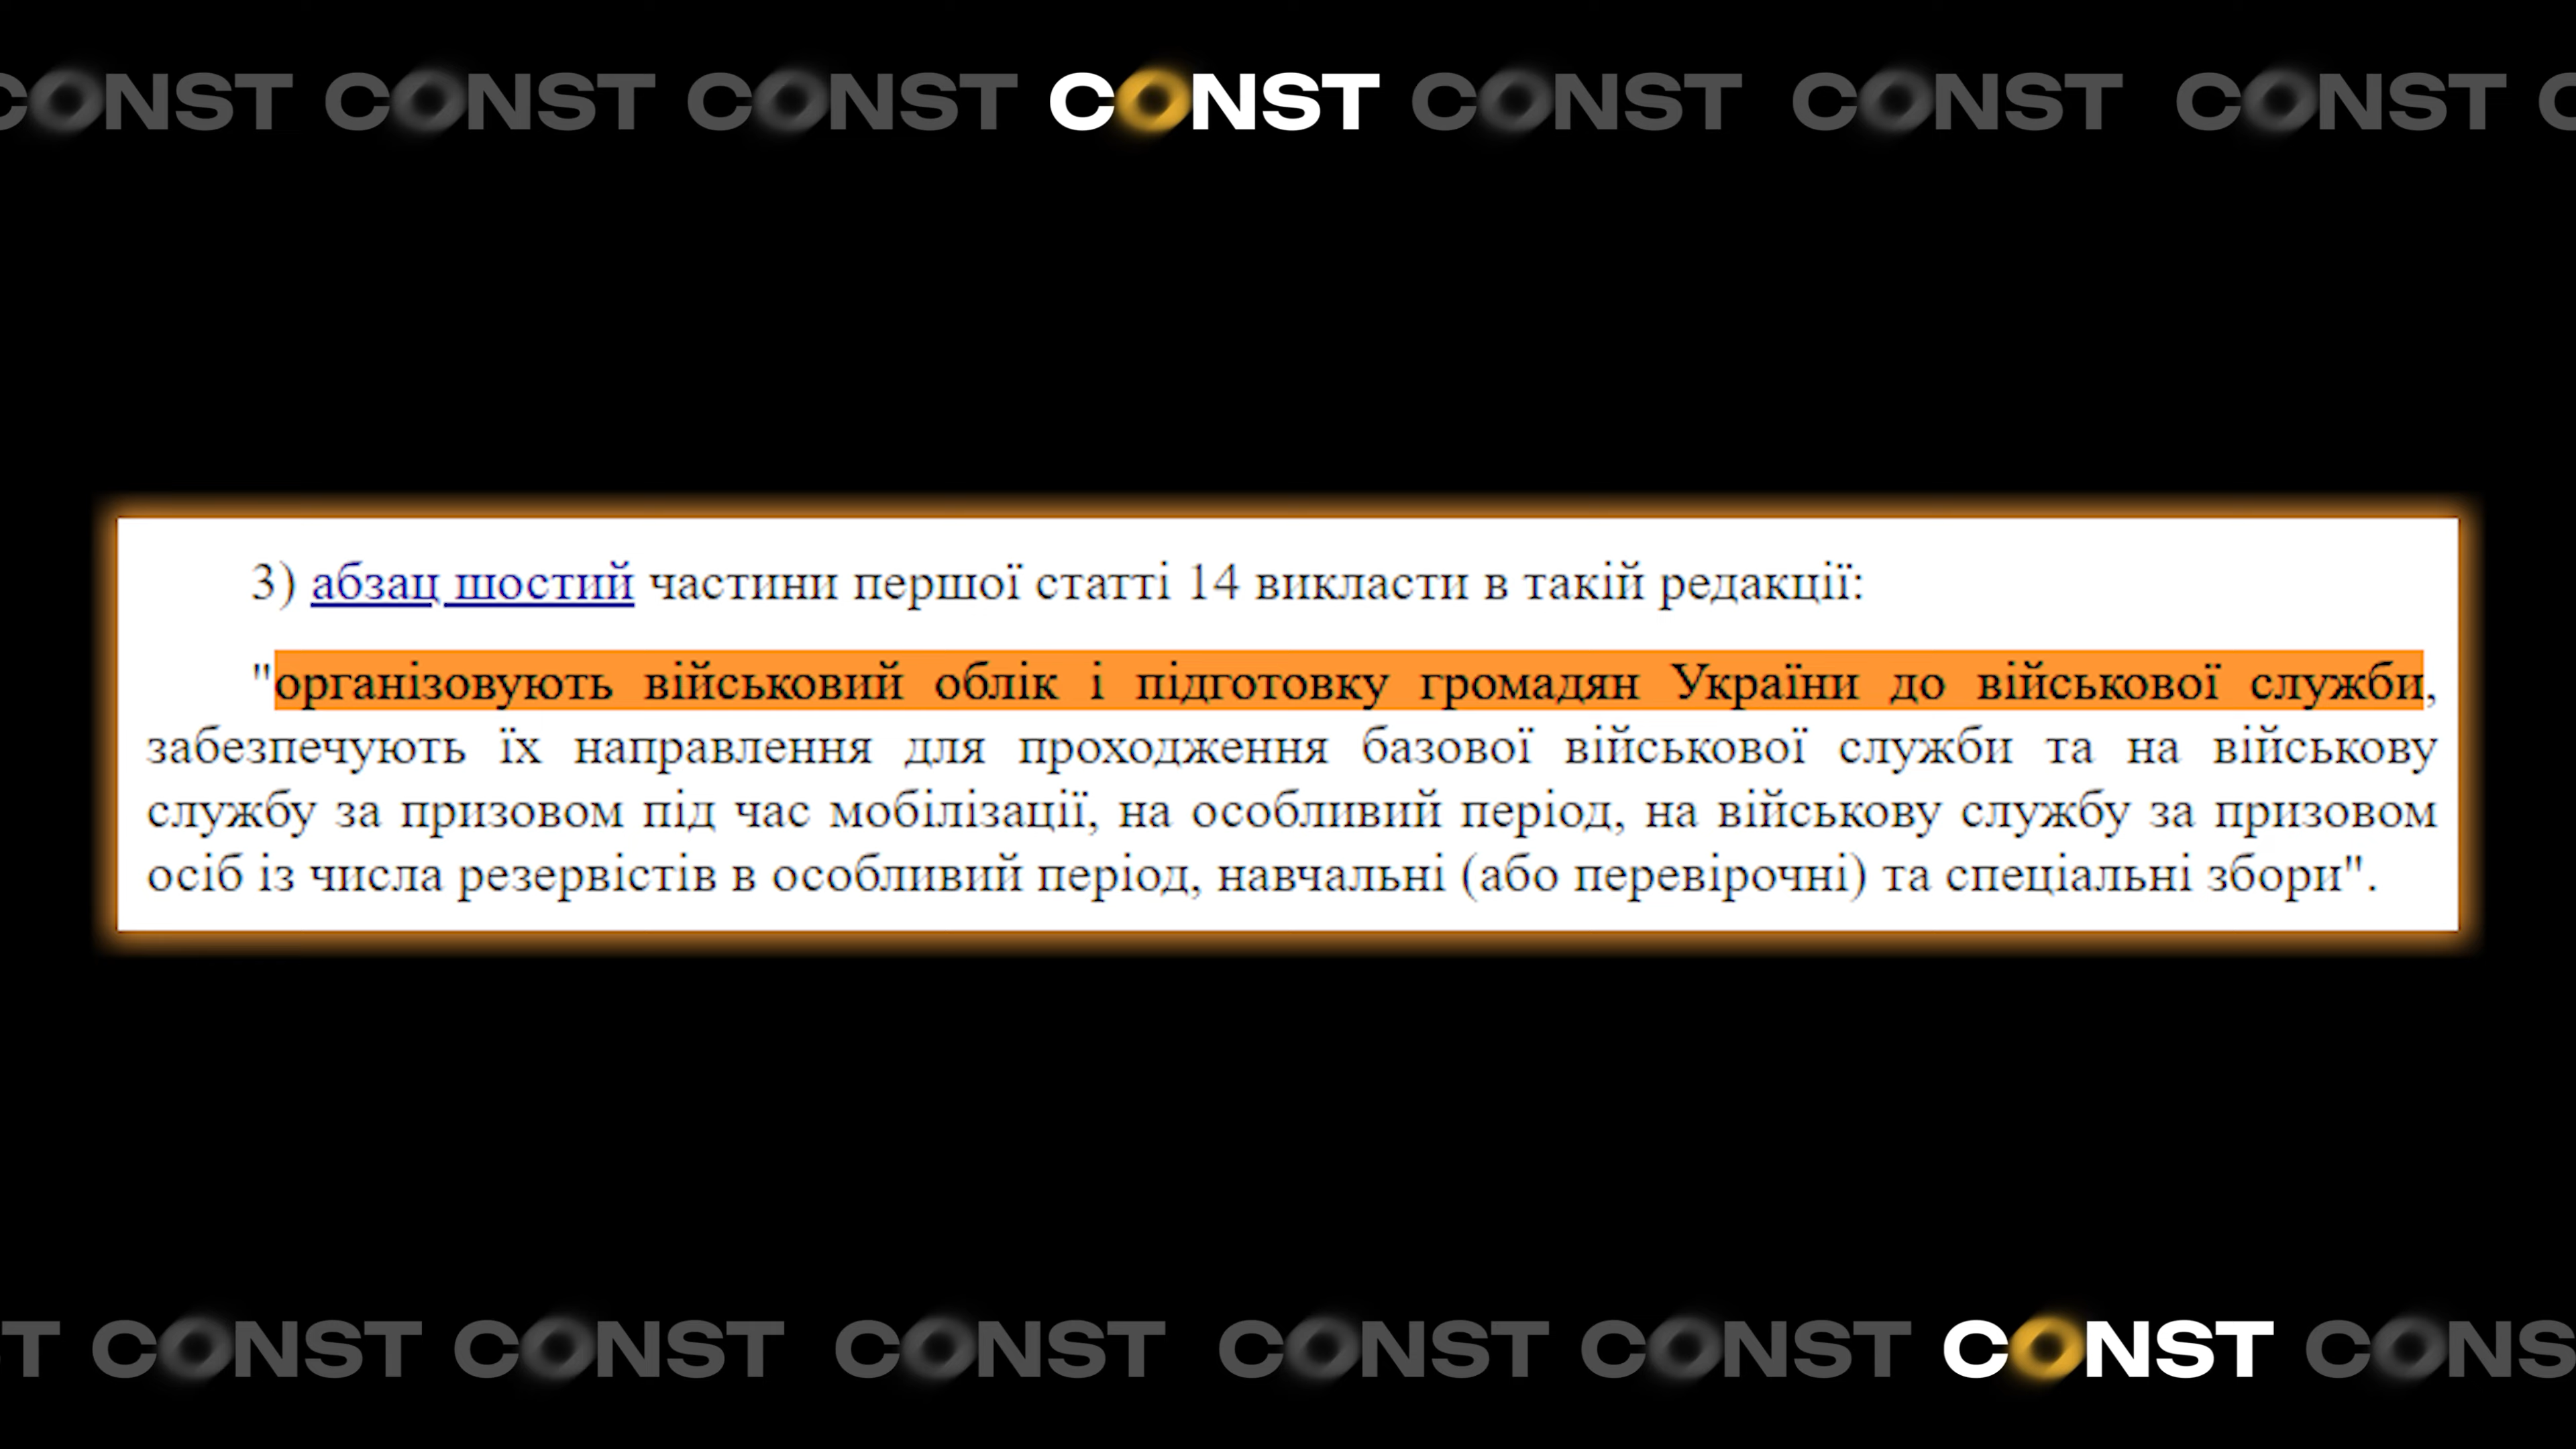 CONST CONST CONST CONST CONST CONST CONST C
3) абзац шостий частини першої статті 14 викласти в такій редакції:
"організовують військовий облік і підготовку громадян України до військової служби,
забезпечують їх направлення для проходження базової військової служби та на військову
службу за призовом під час мобілізації, на особливий період, на військову службу за призовом
осіб із числа резервістів в особливий період, навчальні (або перевірочні) та спеціальні збори".
T CONST CONST CONST CONST CONST CONST CONS